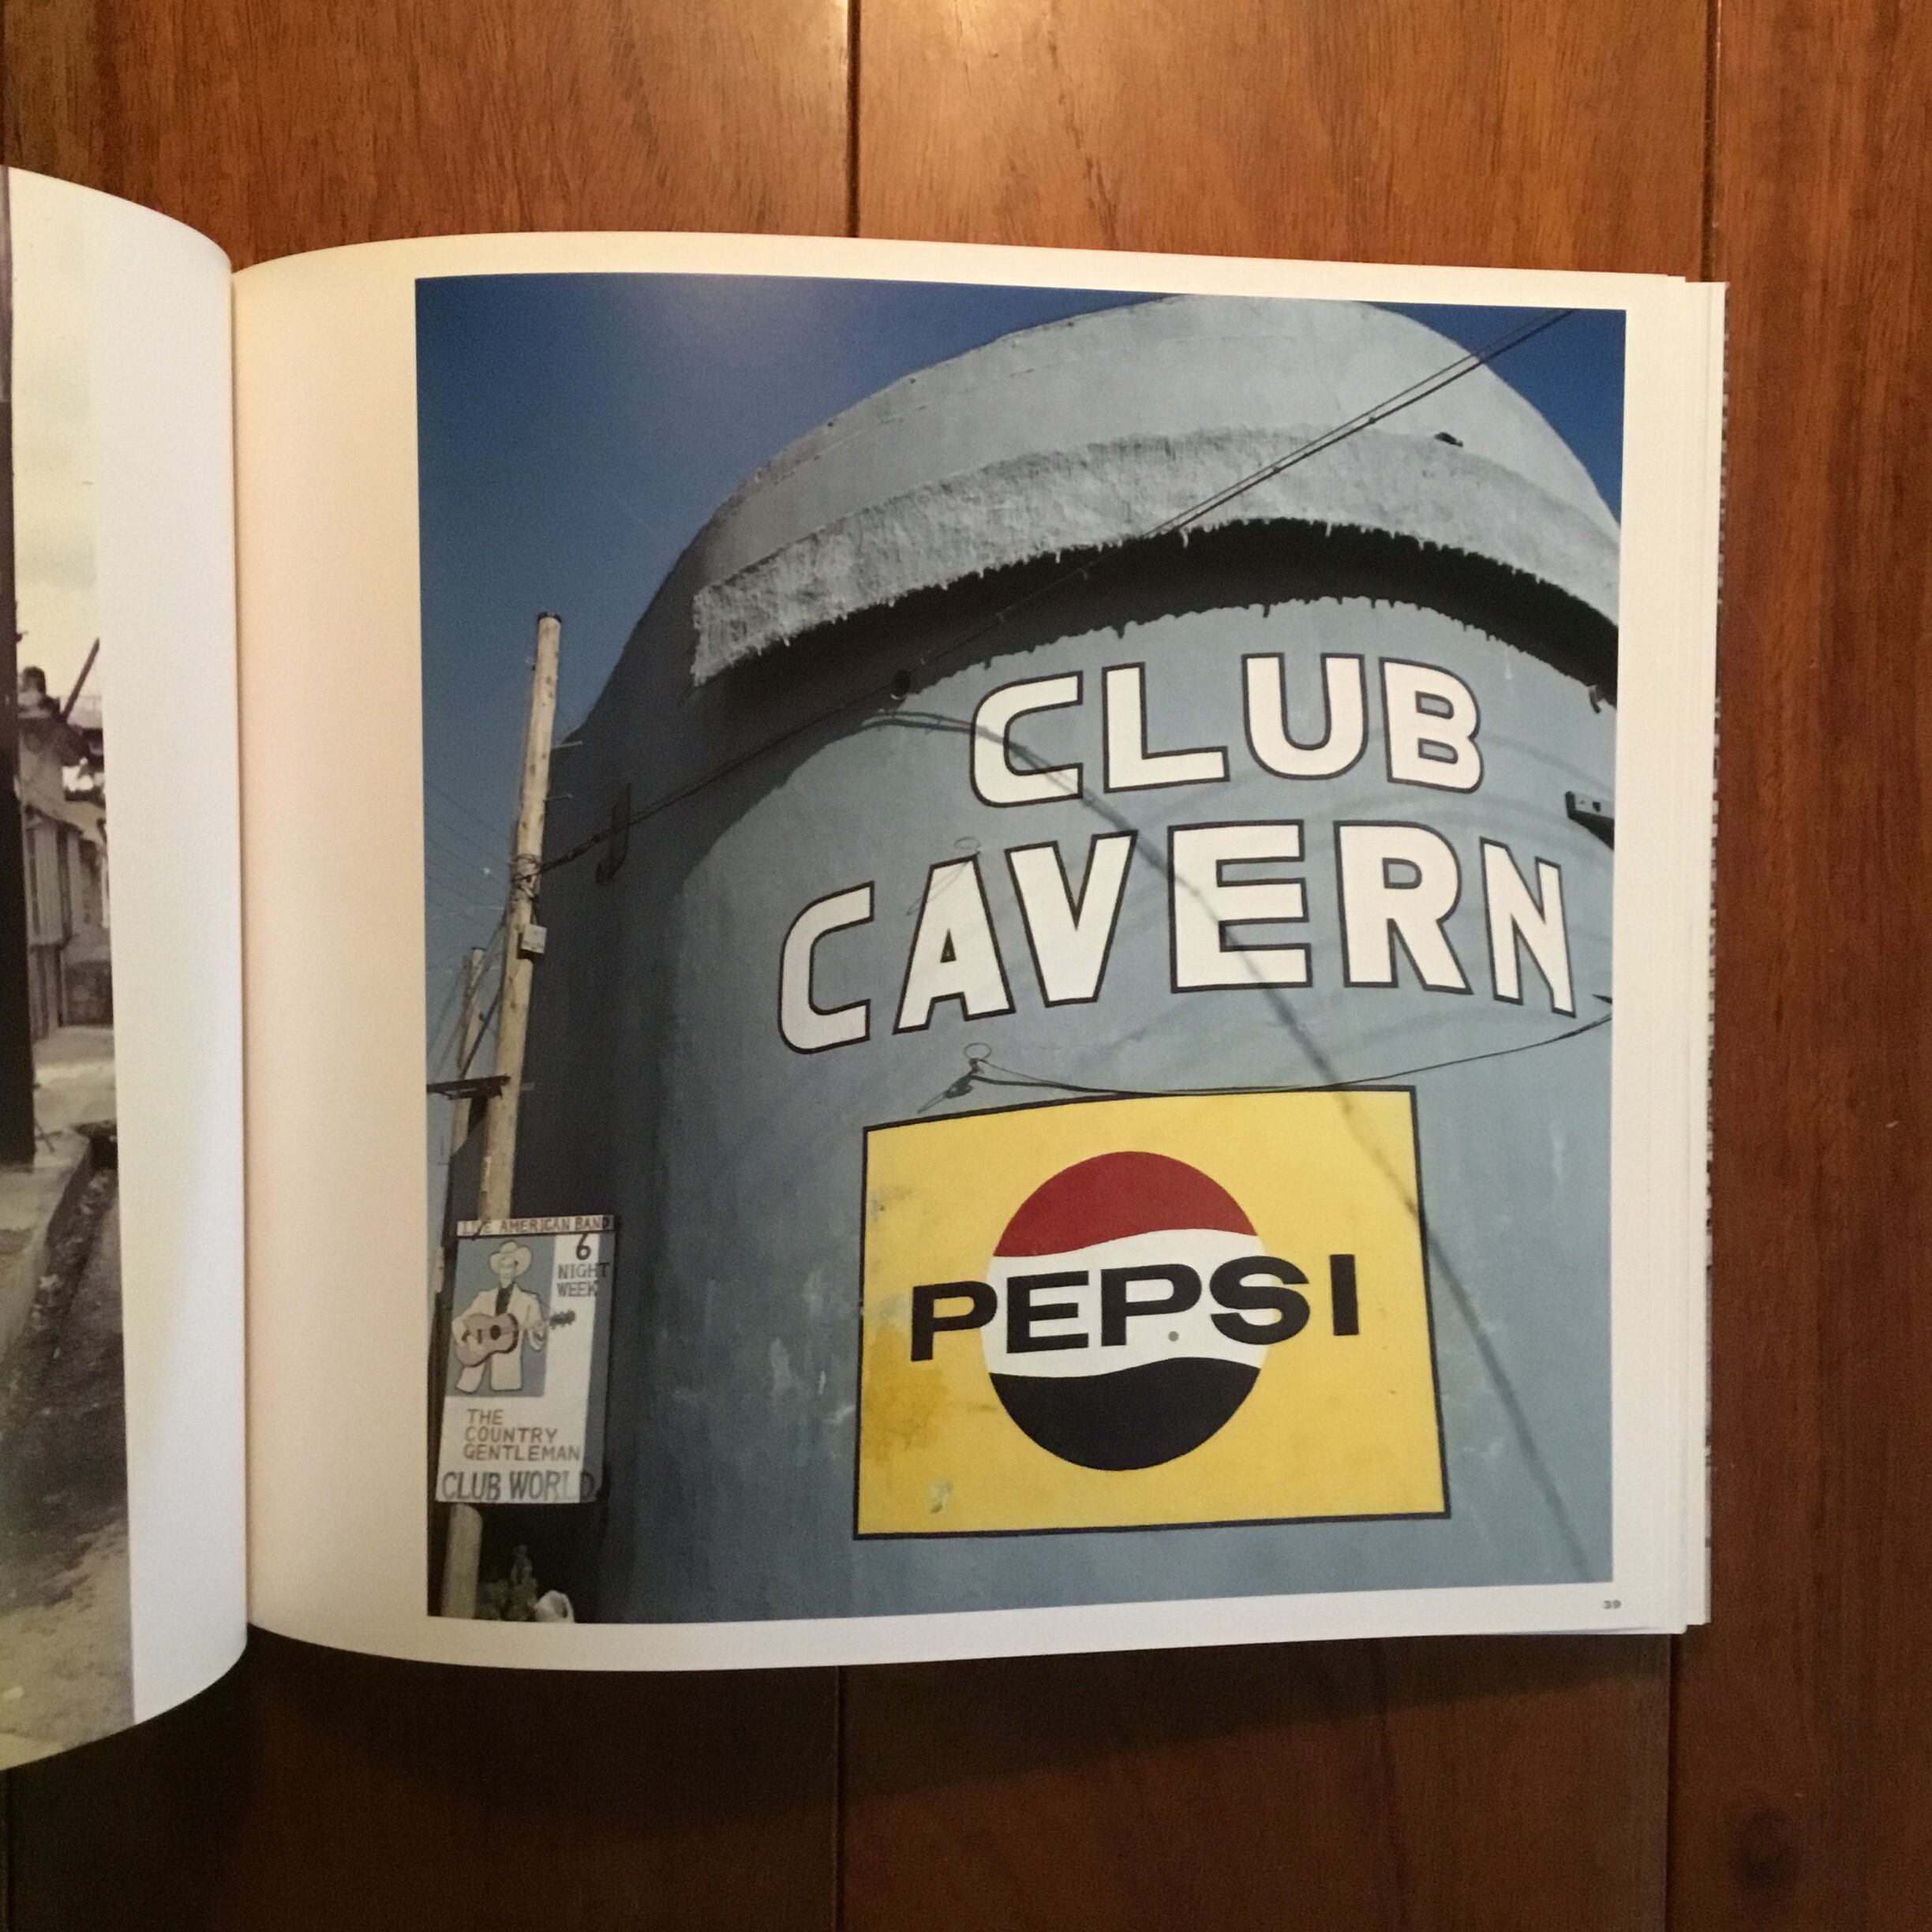 CLUB
CAVERN
PEPSI
LIVE AMERICAN BAND
6
NIGHT
WEEK
THE
COUNTRY
GENTLEMAN
CLUB WORLD
39